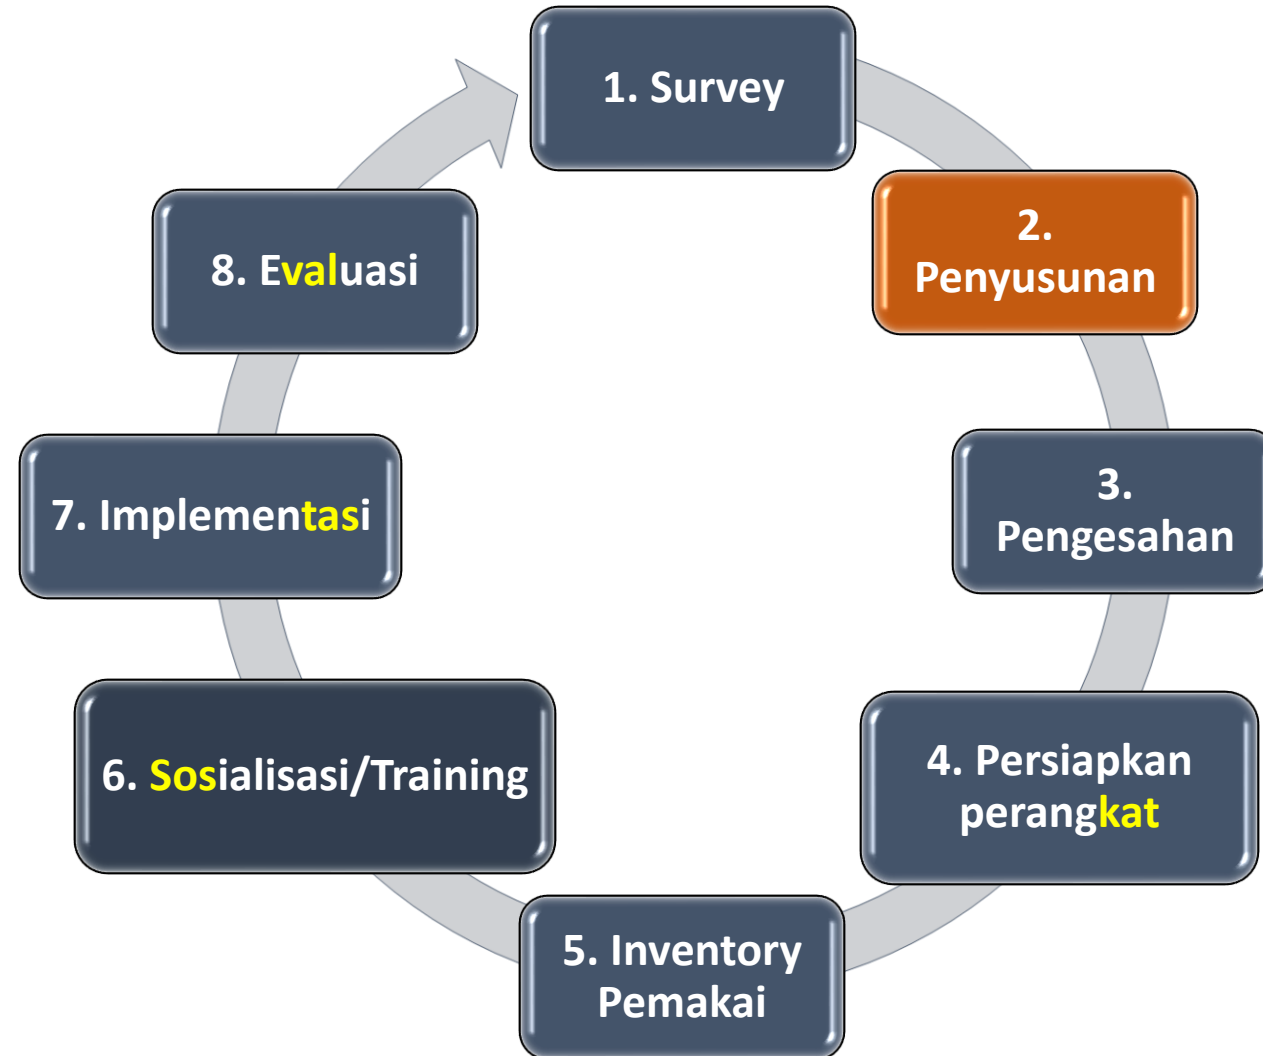 1. Survey
2.
Penyusunan
3.
Pengesahan
4. Persiapkan
perangkat
5. Inventory
Pemakai
6. Sosialisasi/Training
7. Implementasi
8. Evaluasi